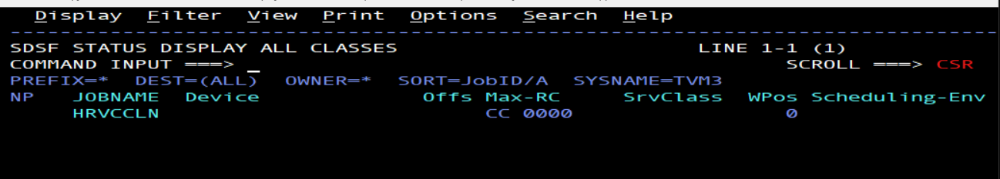 Display Filter View Print Options Search Help
-------------------------------------------------------------------------------
SDSF STATUS DISPLAY ALL CLASSES LINE 1-1 (1)
COMMAND INPUT ===> _ SCROLL ===> CSR
PREFIX=* DEST=(ALL) OWNER=* SORT=JobID/A SYSNAME=TVM3
NP JOBNAME Device Offs Max-RC SrvClass WPos Scheduling-Env
HRVCCLN CC 0000 0